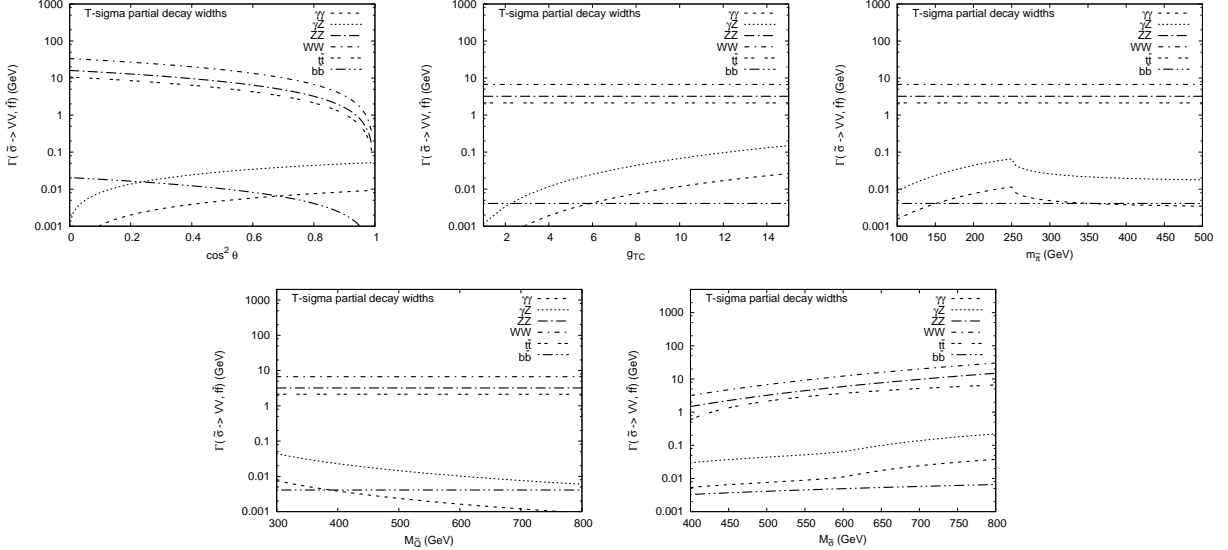 T-sigma partial decay widths
γγ
γZ
ZZ
WW
tt̄
bb̄
Γ( σ̃ -> VV, ff̄) (GeV)
1000
100
10
1
0.1
0.01
0.001
0 0.2 0.4 0.6 0.8 1
cos² θ
T-sigma partial decay widths
γγ
γZ
ZZ
WW
tt̄
bb̄
Γ( σ̃ -> VV, ff̄) (GeV)
1000
100
10
1
0.1
0.01
0.001
2 4 6 8 10 12 14
g_TC
T-sigma partial decay widths
γγ
γZ
ZZ
WW
tt̄
bb̄
Γ( σ̃ -> VV, ff̄) (GeV)
1000
100
10
1
0.1
0.01
0.001
100 150 200 250 300 350 400 450 500
m_π̃ (GeV)
T-sigma partial decay widths
γγ
γZ
ZZ
WW
tt̄
bb̄
Γ( σ̃ -> VV, ff̄) (GeV)
1000
100
10
1
0.1
0.01
0.001
300 400 500 600 700 800
M_Q̃ (GeV)
T-sigma partial decay widths
γγ
γZ
ZZ
WW
tt̄
bb̄
Γ( σ̃ -> VV, ff̄) (GeV)
1000
100
10
1
0.1
0.01
0.001
400 450 500 550 600 650 700 750 800
M_σ̃ (GeV)